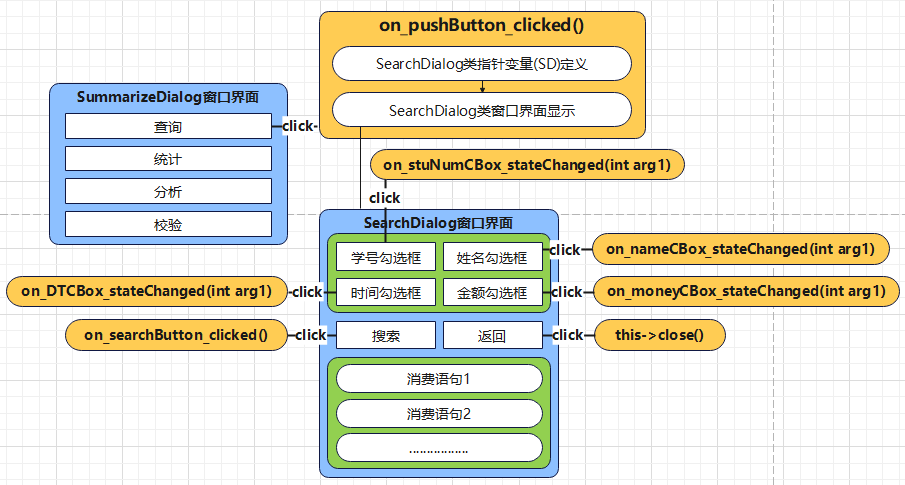 on_pushButton_clicked()
SearchDialog类指针变量(SD)定义
SearchDialog类窗口界面显示
SummarizeDialog窗口界面
查询
click
统计
分析
校验
on_stuNumCBox_stateChanged(int arg1)
click
SearchDialog窗口界面
学号勾选框
姓名勾选框
click
on_nameCBox_stateChanged(int arg1)
on_DTCBox_stateChanged(int arg1)
click
时间勾选框
金额勾选框
click
on_moneyCBox_stateChanged(int arg1)
on_searchButton_clicked()
click
搜索
返回
click
this->close()
消费语句1
消费语句2
.................